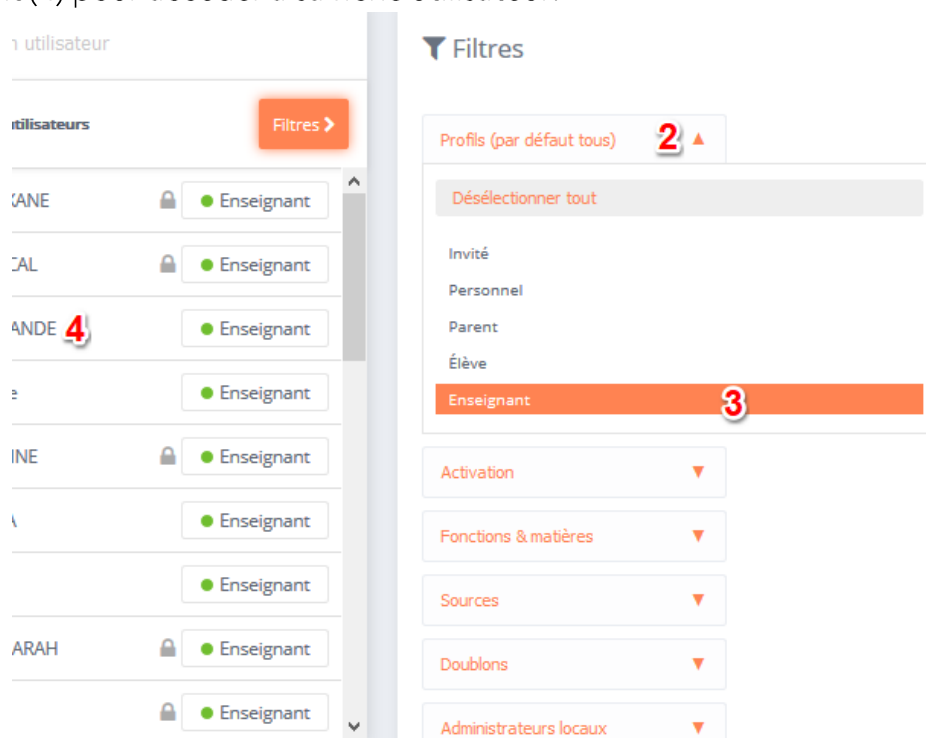 n utilisateur
Filtres
utilisateurs
Filtres
Profils (par défaut tous) 2
KANE Enseignant
Désélectionner tout
CAL Enseignant
Invité
Personnel
ANDE 4 Enseignant
Parent
Élève
e Enseignant
Enseignant 3
INE Enseignant
Activation
A Enseignant
Fonctions & matières
Enseignant
Sources
ARAH Enseignant
Doublons
Enseignant
Administrateurs locaux